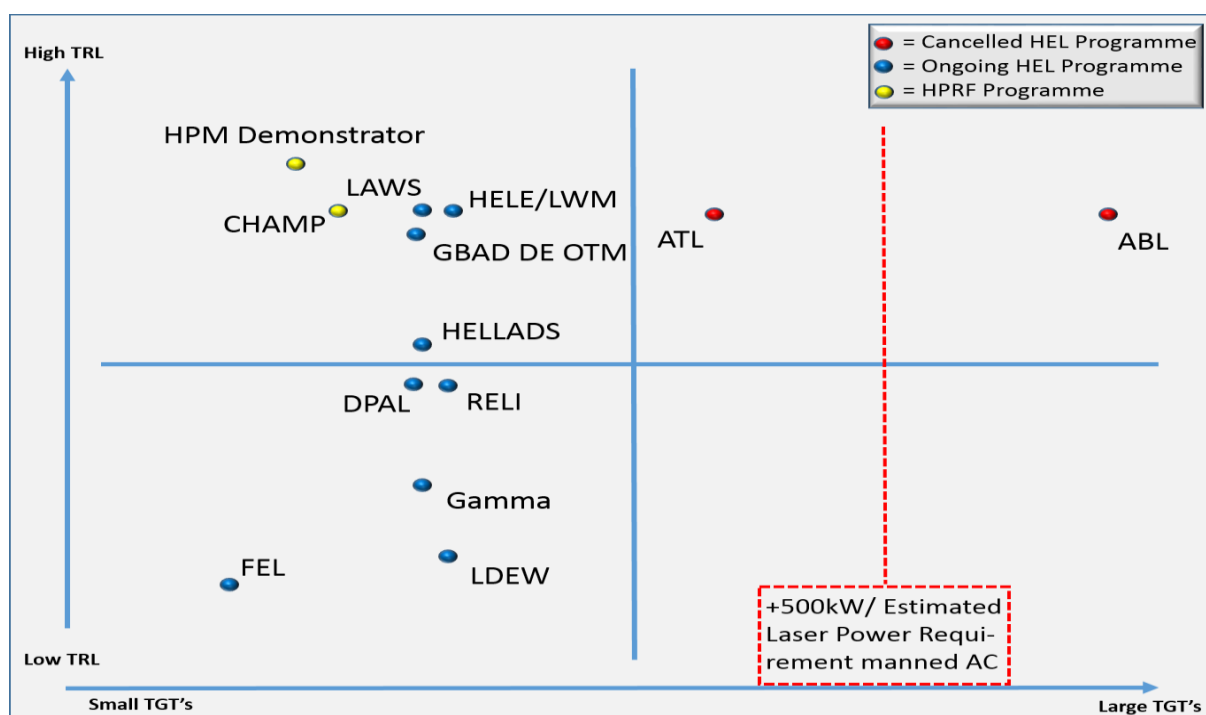 High TRL
= Cancelled HEL Programme
= Ongoing HEL Programme
= HPRF Programme
HPM Demonstrator
LAWS
HELE/LWM
CHAMP
GBAD DE OTM
ATL
ABL
HELLADS
DPAL
RELI
Gamma
FEL
LDEW
+500kW/ Estimated
Laser Power Requi-
rement manned AC
Low TRL
Small TGT's
Large TGT's